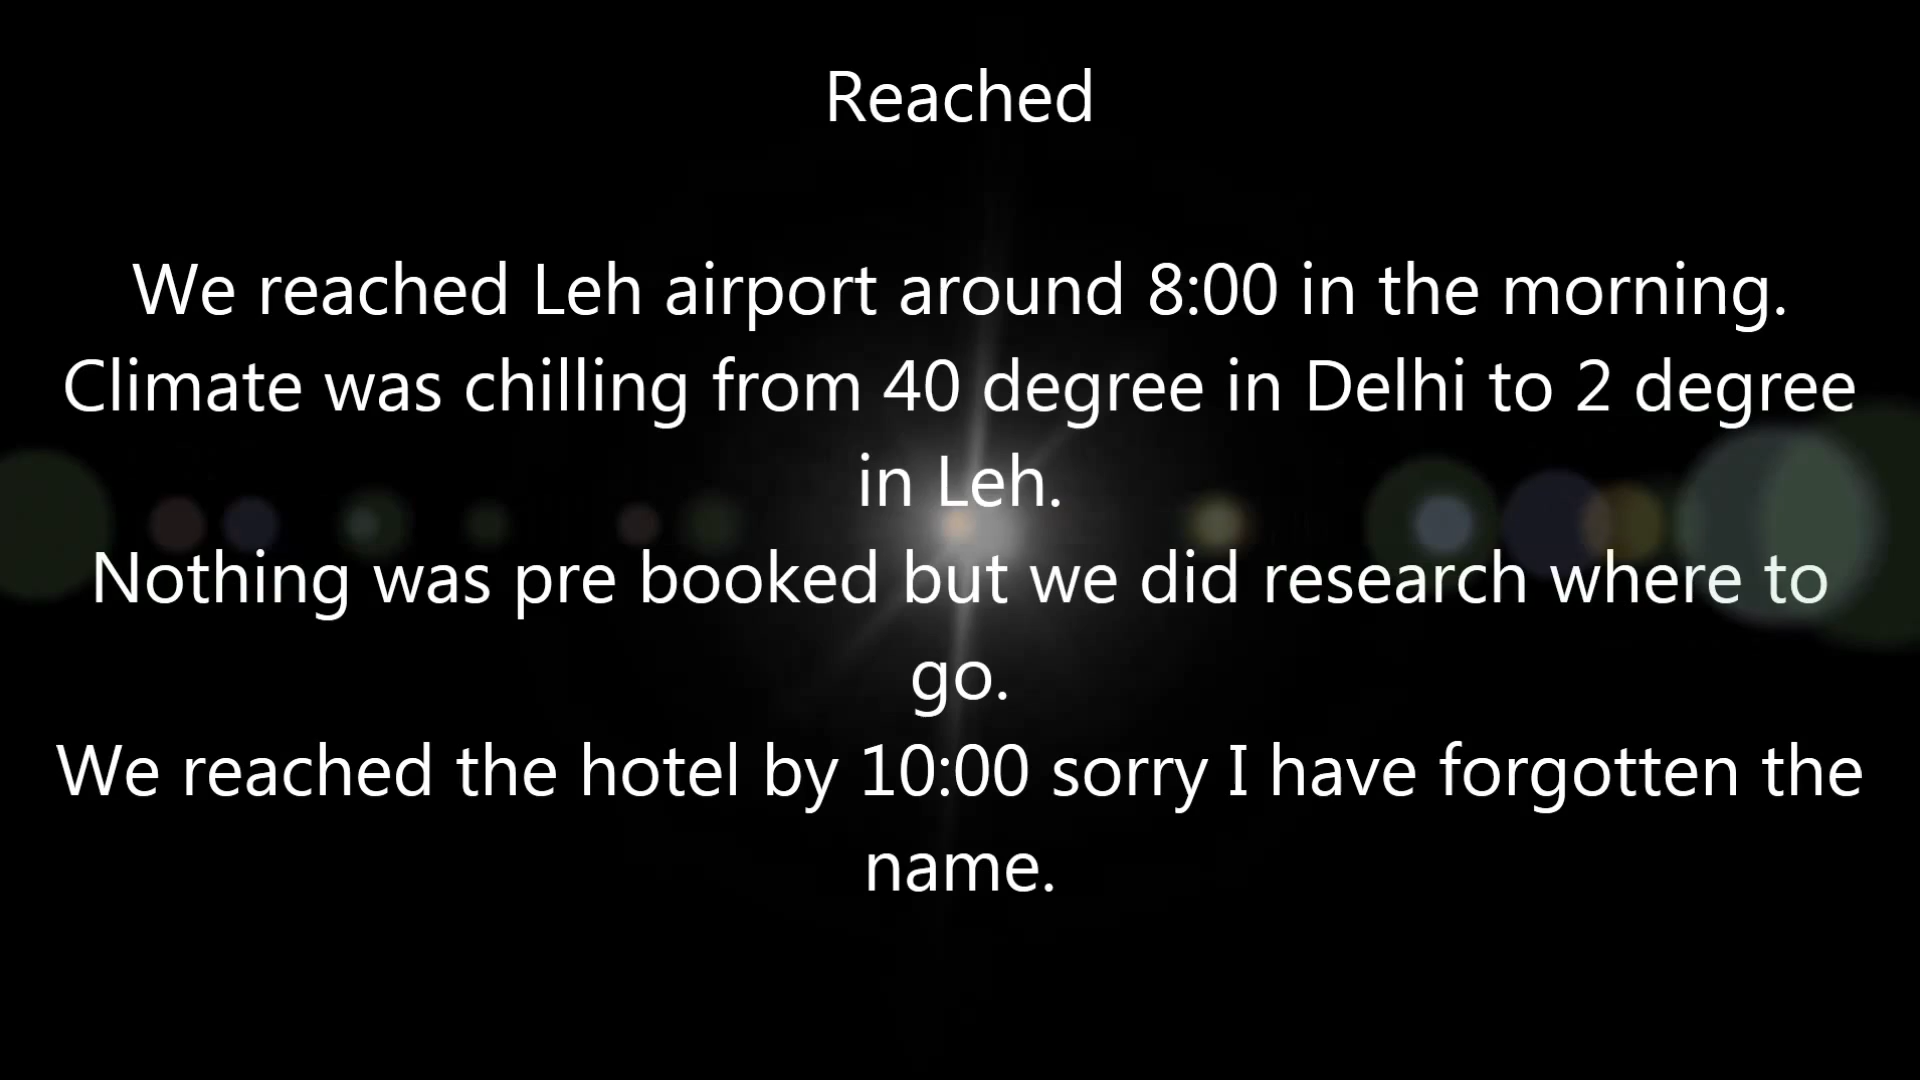 Reached
We reached Leh airport around 8:00 in the morning.
Climate was chilling from 40 degree in Delhi to 2 degree
in Leh.
Nothing was pre booked but we did research where to
go.
We reached the hotel by 10:00 sorry I have forgotten the
name.